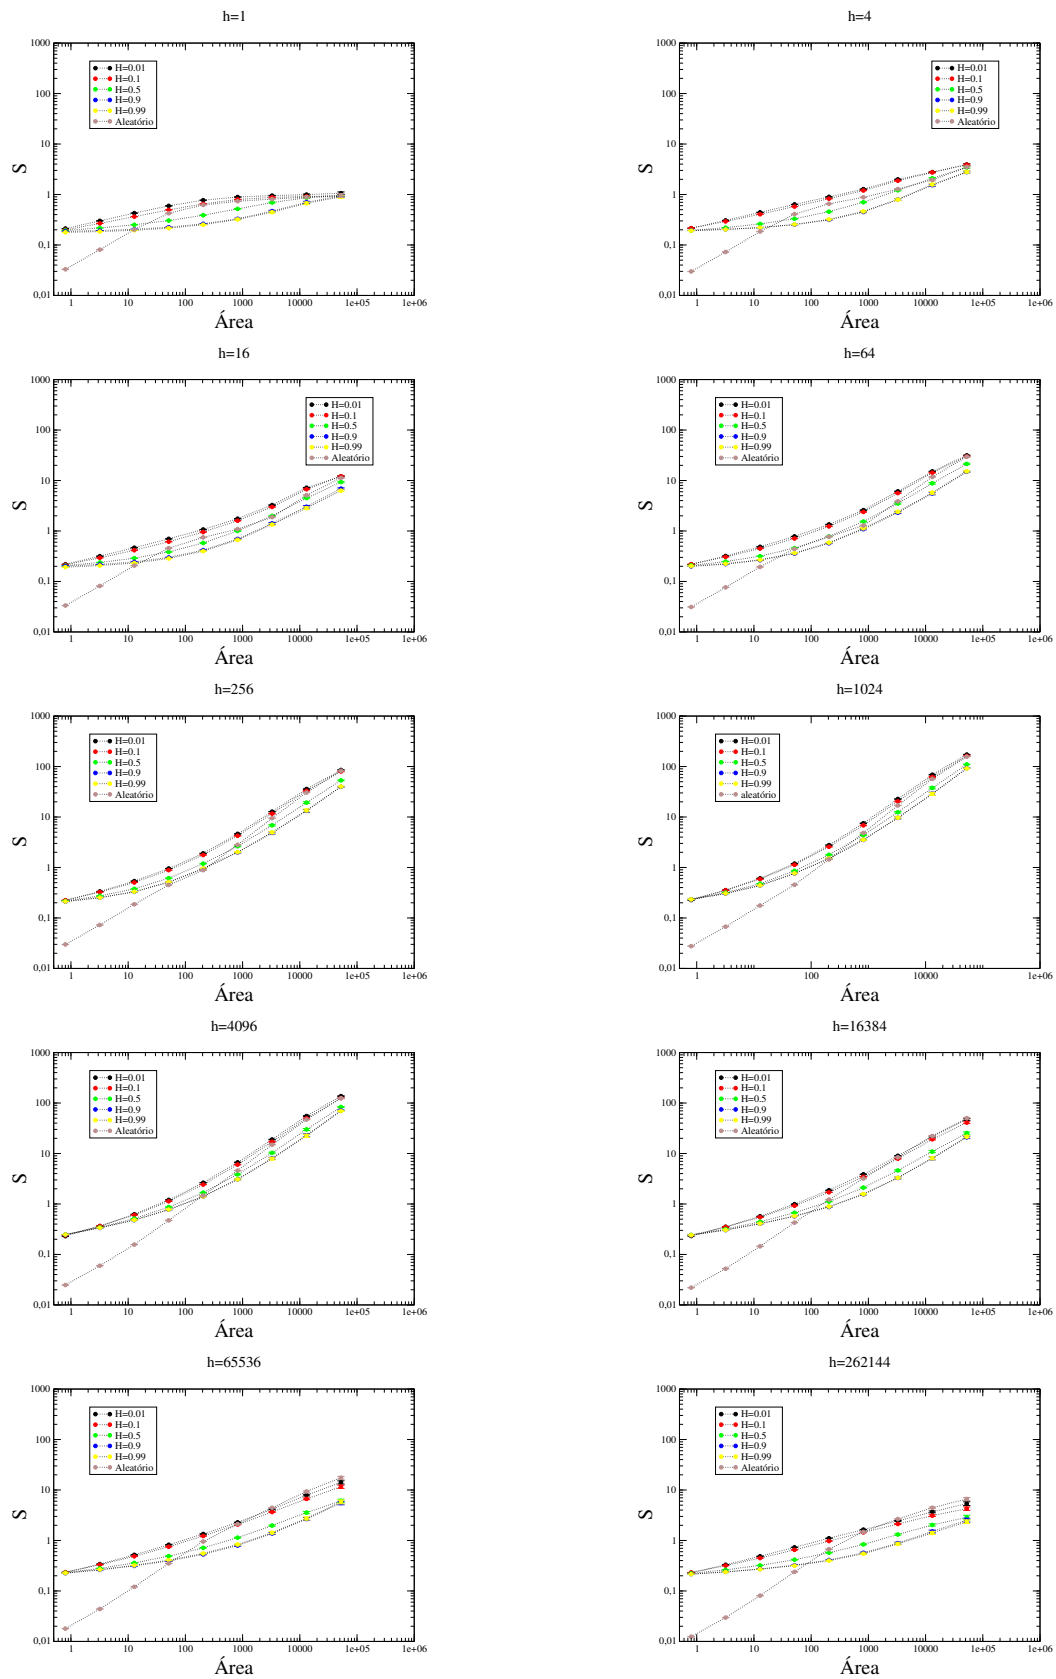 h=1
1000
100
10
1
0,1
0,01
S
H=0.01
H=0.1
H=0.5
H=0.9
H=0.99
Aleatório
1 10 100 1000 10000 1e+05 1e+06
Área
h=4
1000
100
10
1
0,1
0,01
S
H=0.01
H=0.1
H=0.5
H=0.9
H=0.99
Aleatório
1 10 100 1000 10000 1e+05 1e+06
Área
h=16
1000
100
10
1
0,1
0,01
S
H=0.01
H=0.1
H=0.5
H=0.9
H=0.99
Aleatório
1 10 100 1000 10000 1e+05 1e+06
Área
h=64
1000
100
10
1
0,1
0,01
S
H=0.01
H=0.1
H=0.5
H=0.9
H=0.99
Aleatório
1 10 100 1000 10000 1e+05 1e+06
Área
h=256
1000
100
10
1
0,1
0,01
S
H=0.01
H=0.1
H=0.5
H=0.9
H=0.99
Aleatório
1 10 100 1000 10000 1e+05 1e+06
Área
h=1024
1000
100
10
1
0,1
0,01
S
H=0.01
H=0.1
H=0.5
H=0.9
H=0.99
aleatório
1 100 10000 1e+06
Área
h=4096
1000
100
10
1
0,1
0,01
S
H=0.01
H=0.1
H=0.5
H=0.9
H=0.99
Aleatório
1 10 100 1000 10000 1e+05 1e+06
Área
h=16384
1000
100
10
1
0,1
0,01
S
H=0.01
H=0.1
H=0.5
H=0.9
H=0.99
Aleatório
1 10 100 1000 10000 1e+05 1e+06
Área
h=65536
1000
100
10
1
0,1
0,01
S
H=0.01
H=0.1
H=0.5
H=0.9
H=0.99
Aleatório
1 10 100 1000 10000 1e+05 1e+06
Área
h=262144
1000
100
10
1
0,1
0,01
S
H=0.01
H=0.1
H=0.5
H=0.9
H=0.99
Aleatório
1 10 100 1000 10000 1e+05 1e+06
Área